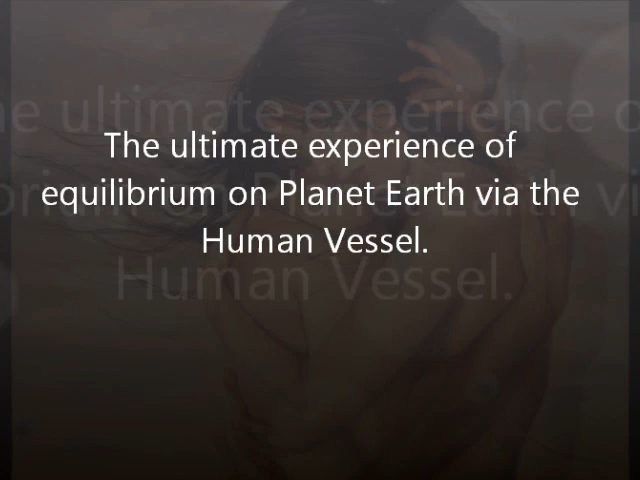 The ultimate experience of
equilibrium on Planet Earth via the
Human Vessel.